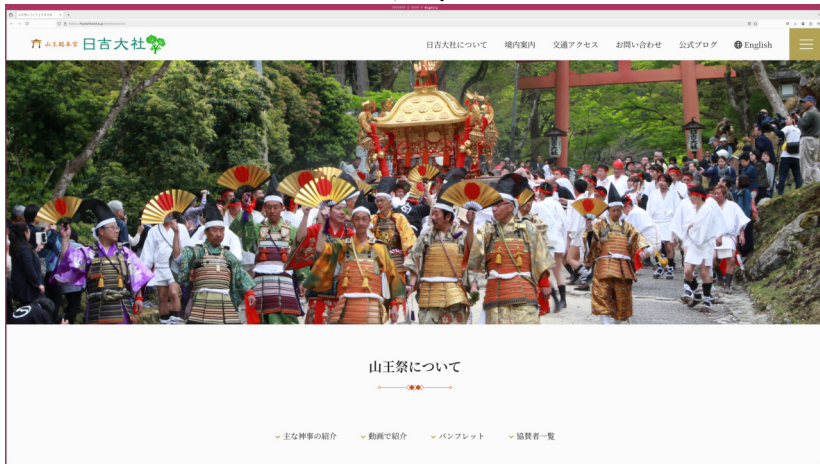 山王総本宮 日吉大社
日吉大社について 境内案内 交通アクセス お問い合わせ 公式ブログ English
山王祭について
主な神事の紹介 動画で紹介 パンフレット 協賛者一覧